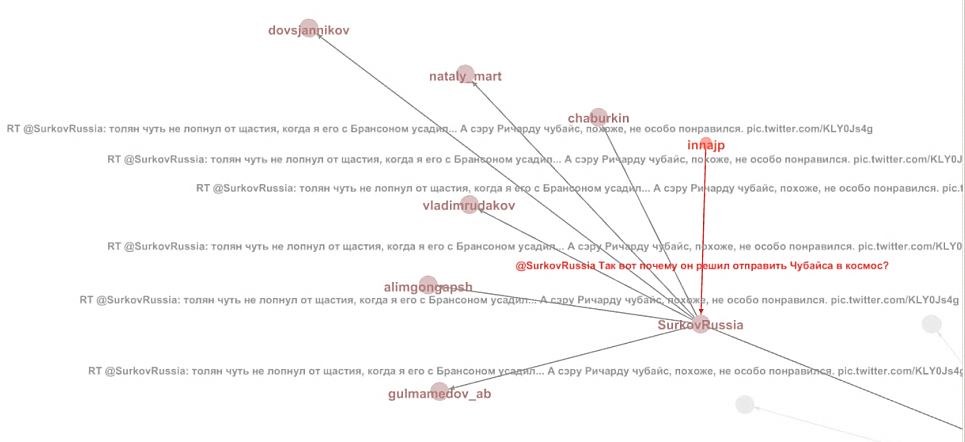 dovsjannikov
nataly_mart
chaburkin
RT @SurkovRussia: толян чуть не лопнул от щастия, когда я его с Брансоном усадил... А сэру Ричарду чубайс, похоже, не особо понравился. pic.twitter.com/KLY0Js4g
innajp
RT @SurkovRussia: толян чуть не лопнул от щастия, когда я его с Брансоном усадил... А сэру Ричарду чубайс, похоже, не особо понравился. pic.twitter.com/KLY0J
RT @SurkovRussia: толян чуть не лопнул от щастия, когда я его с Брансоном усадил... А сэру Ричарду чубайс, похоже, не особо понравился. pic.t
vladimrudakov
RT @SurkovRussia: толян чуть не лопнул от щастия, когда я его с Брансоном усадил... А сэру Ричарду чубайс, похоже, не особо понравился. pic.twitter.com/KLY0
@SurkovRussia Так вот почему он решил отправить Чубайса в космос?
alimgongapsh
RT @SurkovRussia: толян чуть не лопнул от щастия, когда я его с Брансоном усадил... А сэру Ричарду чубайс, похоже, не особо понравился. pic.twitter.com/KLY0Js4g
SurkovRussia
RT @SurkovRussia: толян чуть не лопнул от щастия, когда я его с Брансоном усадил... А сэру Ричарду чубайс, похоже, не особо понравился. pic.twitter.com/KLY0Js4g
gulmamedov_ab